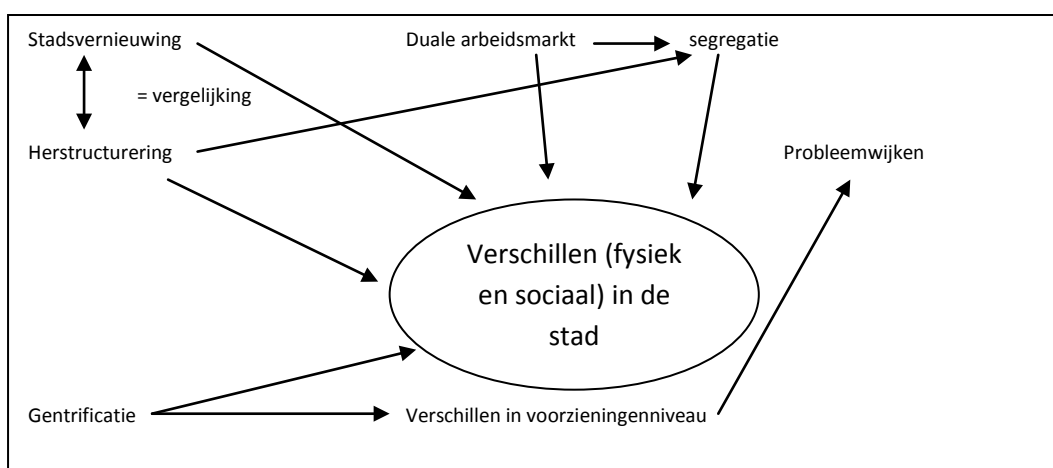 Stadsvernieuwing
Duale arbeidsmarkt
segregatie
= vergelijking
Herstructurering
Probleemwijken
Verschillen (fysiek
en sociaal) in de
stad
Gentrificatie
Verschillen in voorzieningenniveau